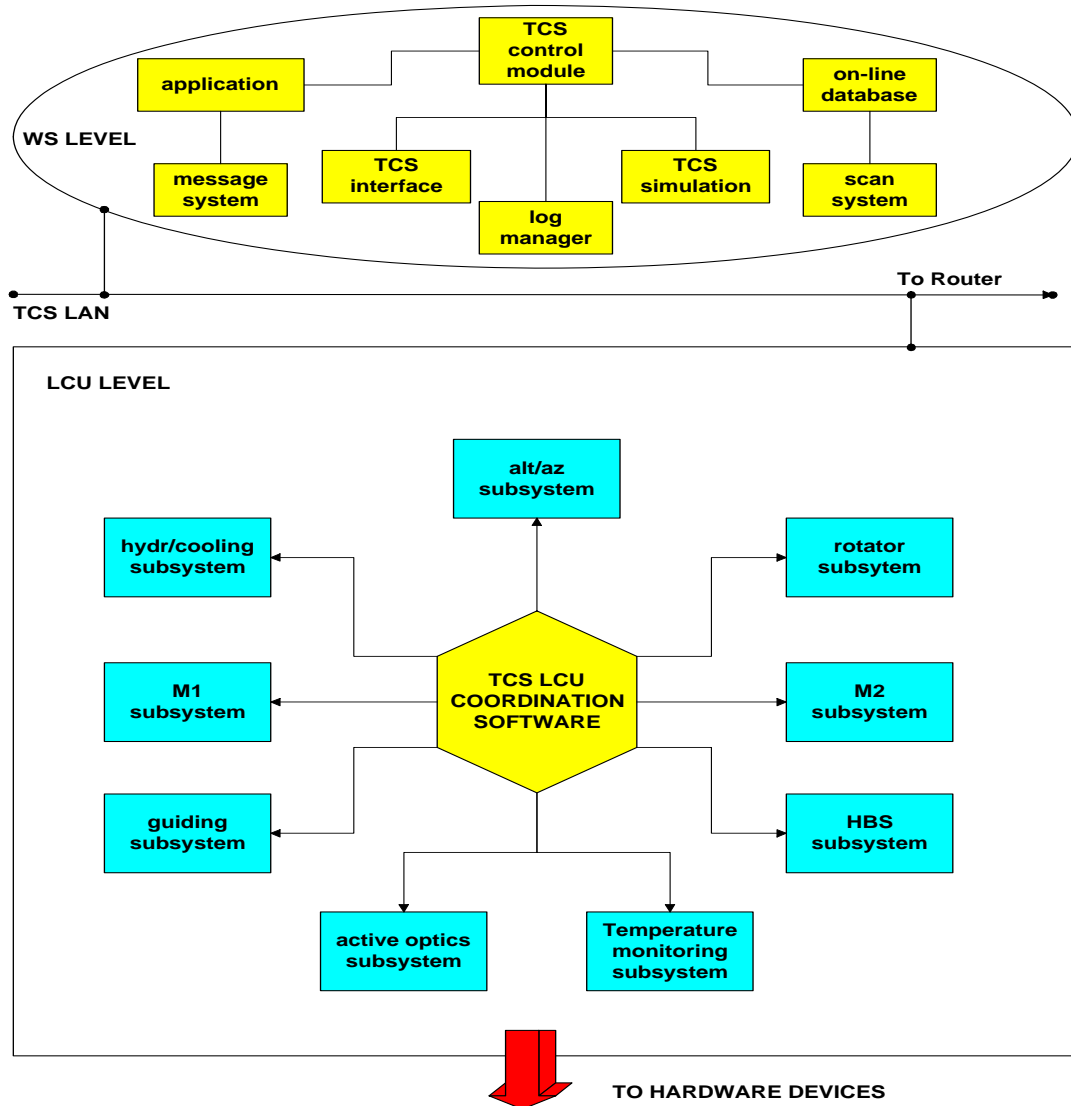 TCS
control
module
application
on-line
database
WS LEVEL
message
system
TCS
interface
TCS
simulation
scan
system
log
manager
To Router
TCS LAN
LCU LEVEL
alt/az
subsystem
hydr/cooling
subsystem
rotator
subsytem
TCS LCU
COORDINATION
SOFTWARE
M1
subsystem
M2
subsystem
guiding
subsystem
HBS
subsystem
active optics
subsystem
Temperature
monitoring
subsystem
TO HARDWARE DEVICES